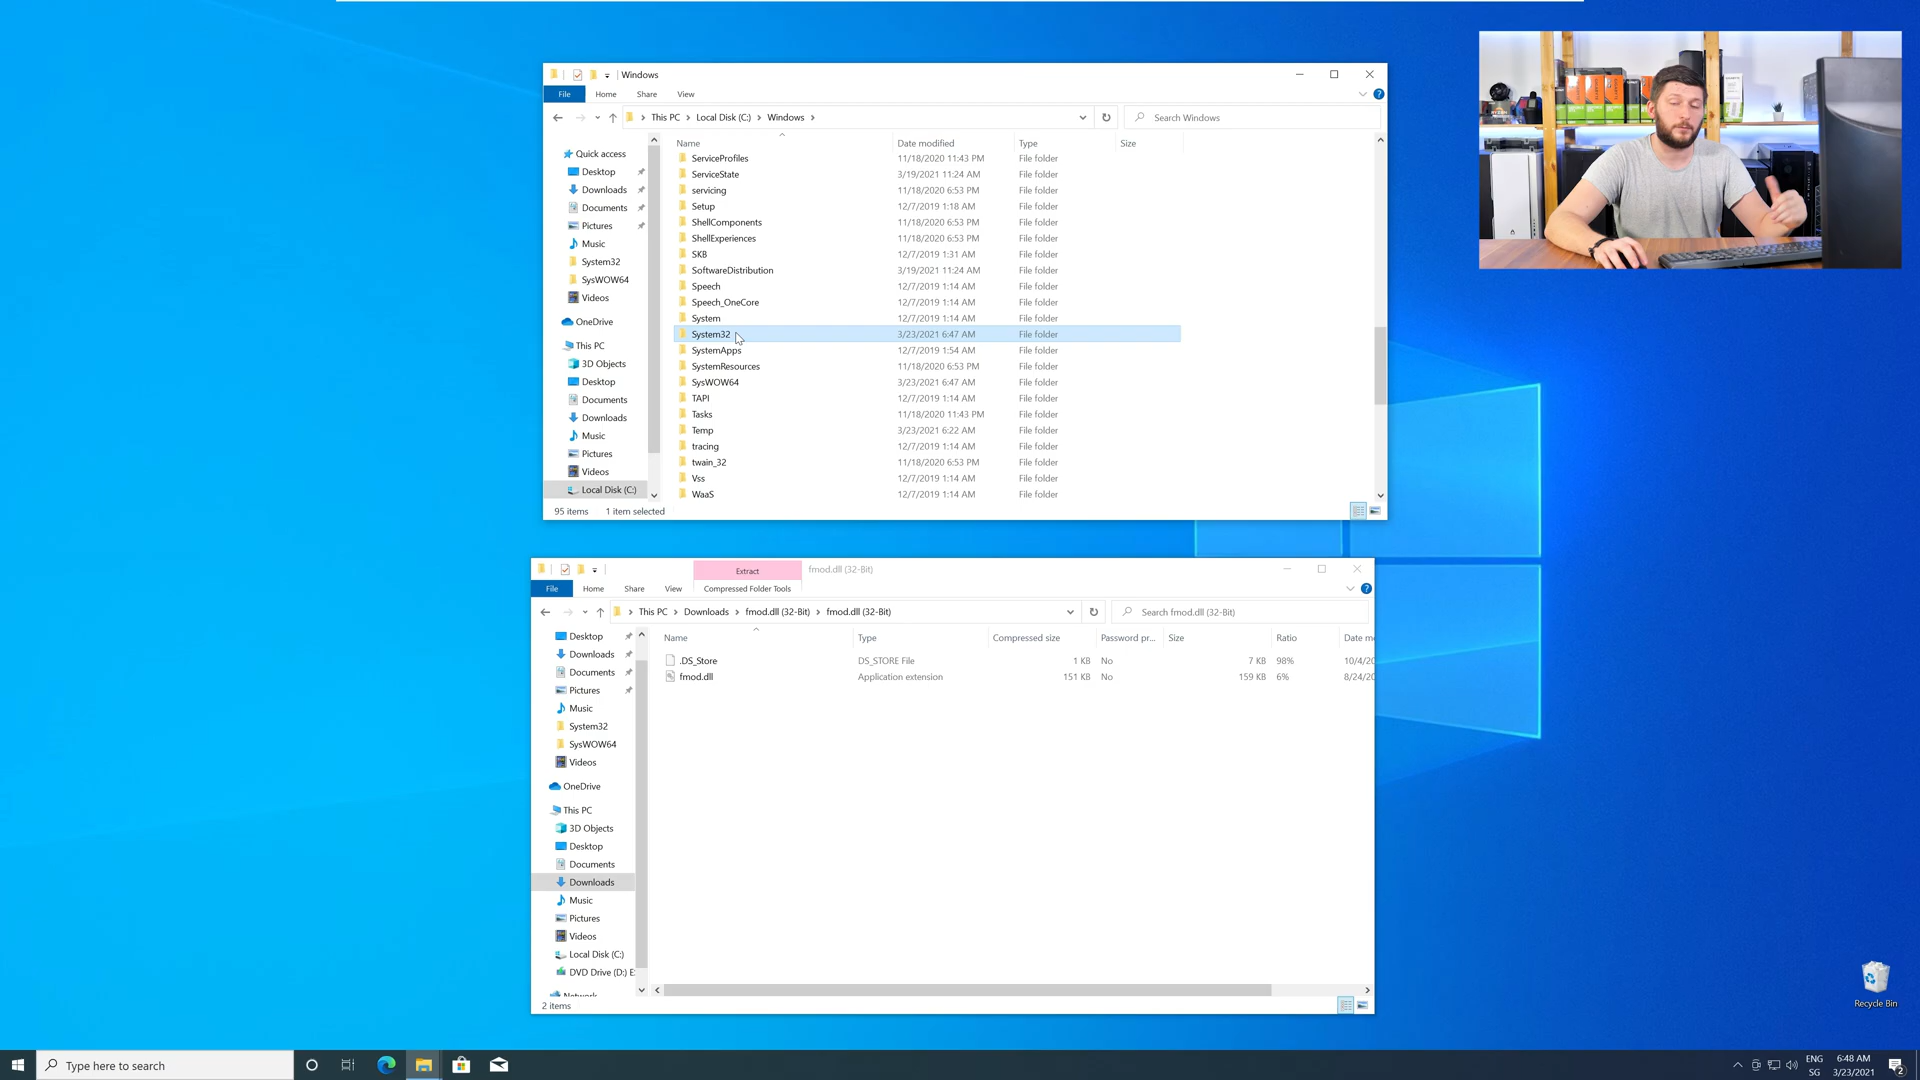 Windows
File Home Share View
This PC Local Disk (C:) Windows
Search Windows
Name Date modified Type Size
Quick access
Desktop
Downloads
Documents
Pictures
Music
System32
SysWOW64
Videos
OneDrive
This PC
3D Objects
Desktop
Documents
Downloads
Music
Pictures
Videos
Local Disk (C:)
ServiceProfiles 11/18/2020 11:43 PM File folder
ServiceState 3/19/2021 11:24 AM File folder
servicing 11/18/2020 6:53 PM File folder
Setup 12/7/2019 1:18 AM File folder
ShellComponents 11/18/2020 6:53 PM File folder
ShellExperiences 11/18/2020 6:53 PM File folder
SKB 12/7/2019 1:31 AM File folder
SoftwareDistribution 3/19/2021 11:24 AM File folder
Speech 12/7/2019 1:14 AM File folder
Speech_OneCore 12/7/2019 1:14 AM File folder
System 12/7/2019 1:14 AM File folder
System32 3/23/2021 6:47 AM File folder
SystemApps 12/7/2019 1:54 AM File folder
SystemResources 11/18/2020 6:53 PM File folder
SysWOW64 3/23/2021 6:47 AM File folder
TAPI 12/7/2019 1:14 AM File folder
Tasks 11/18/2020 11:43 PM File folder
Temp 3/23/2021 6:22 AM File folder
tracing 12/7/2019 1:14 AM File folder
twain_32 11/18/2020 6:53 PM File folder
Vss 12/7/2019 1:14 AM File folder
WaaS 12/7/2019 1:14 AM File folder
95 items 1 item selected
Extract fmod.dll (32-Bit)
File Home Share View Compressed Folder Tools
This PC Downloads fmod.dll (32-Bit) fmod.dll (32-Bit)
Search fmod.dll (32-Bit)
Name Type Compressed size Password pr... Size Ratio Date m
.DS_Store DS_STORE File 1 KB No 7 KB 98% 10/4/20
fmod.dll Application extension 151 KB No 159 KB 6% 8/24/20
Desktop
Downloads
Documents
Pictures
Music
System32
SysWOW64
Videos
OneDrive
This PC
3D Objects
Desktop
Documents
Downloads
Music
Pictures
Videos
Local Disk (C:)
DVD Drive (D:) E
Network
2 items
Recycle Bin
Type here to search
ENG
SG
6:48 AM
3/23/2021
2